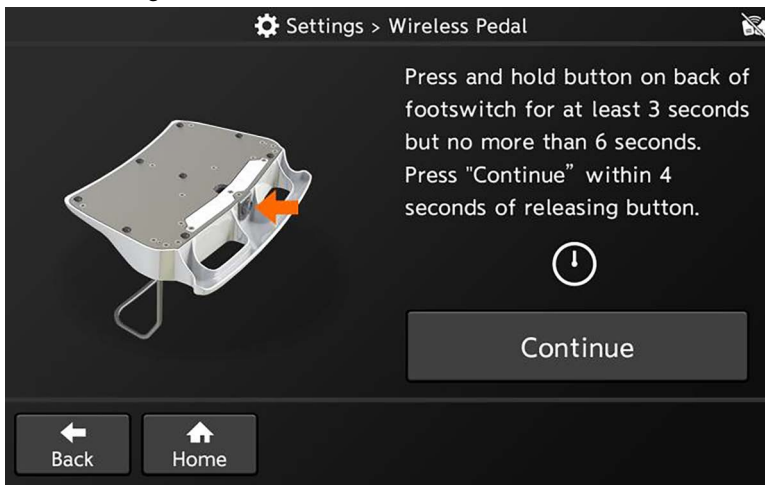 Settings > Wireless Pedal
Press and hold button on back of
footswitch for at least 3 seconds
but no more than 6 seconds.
Press "Continue” within 4
seconds of releasing button.
Continue
Back
Home